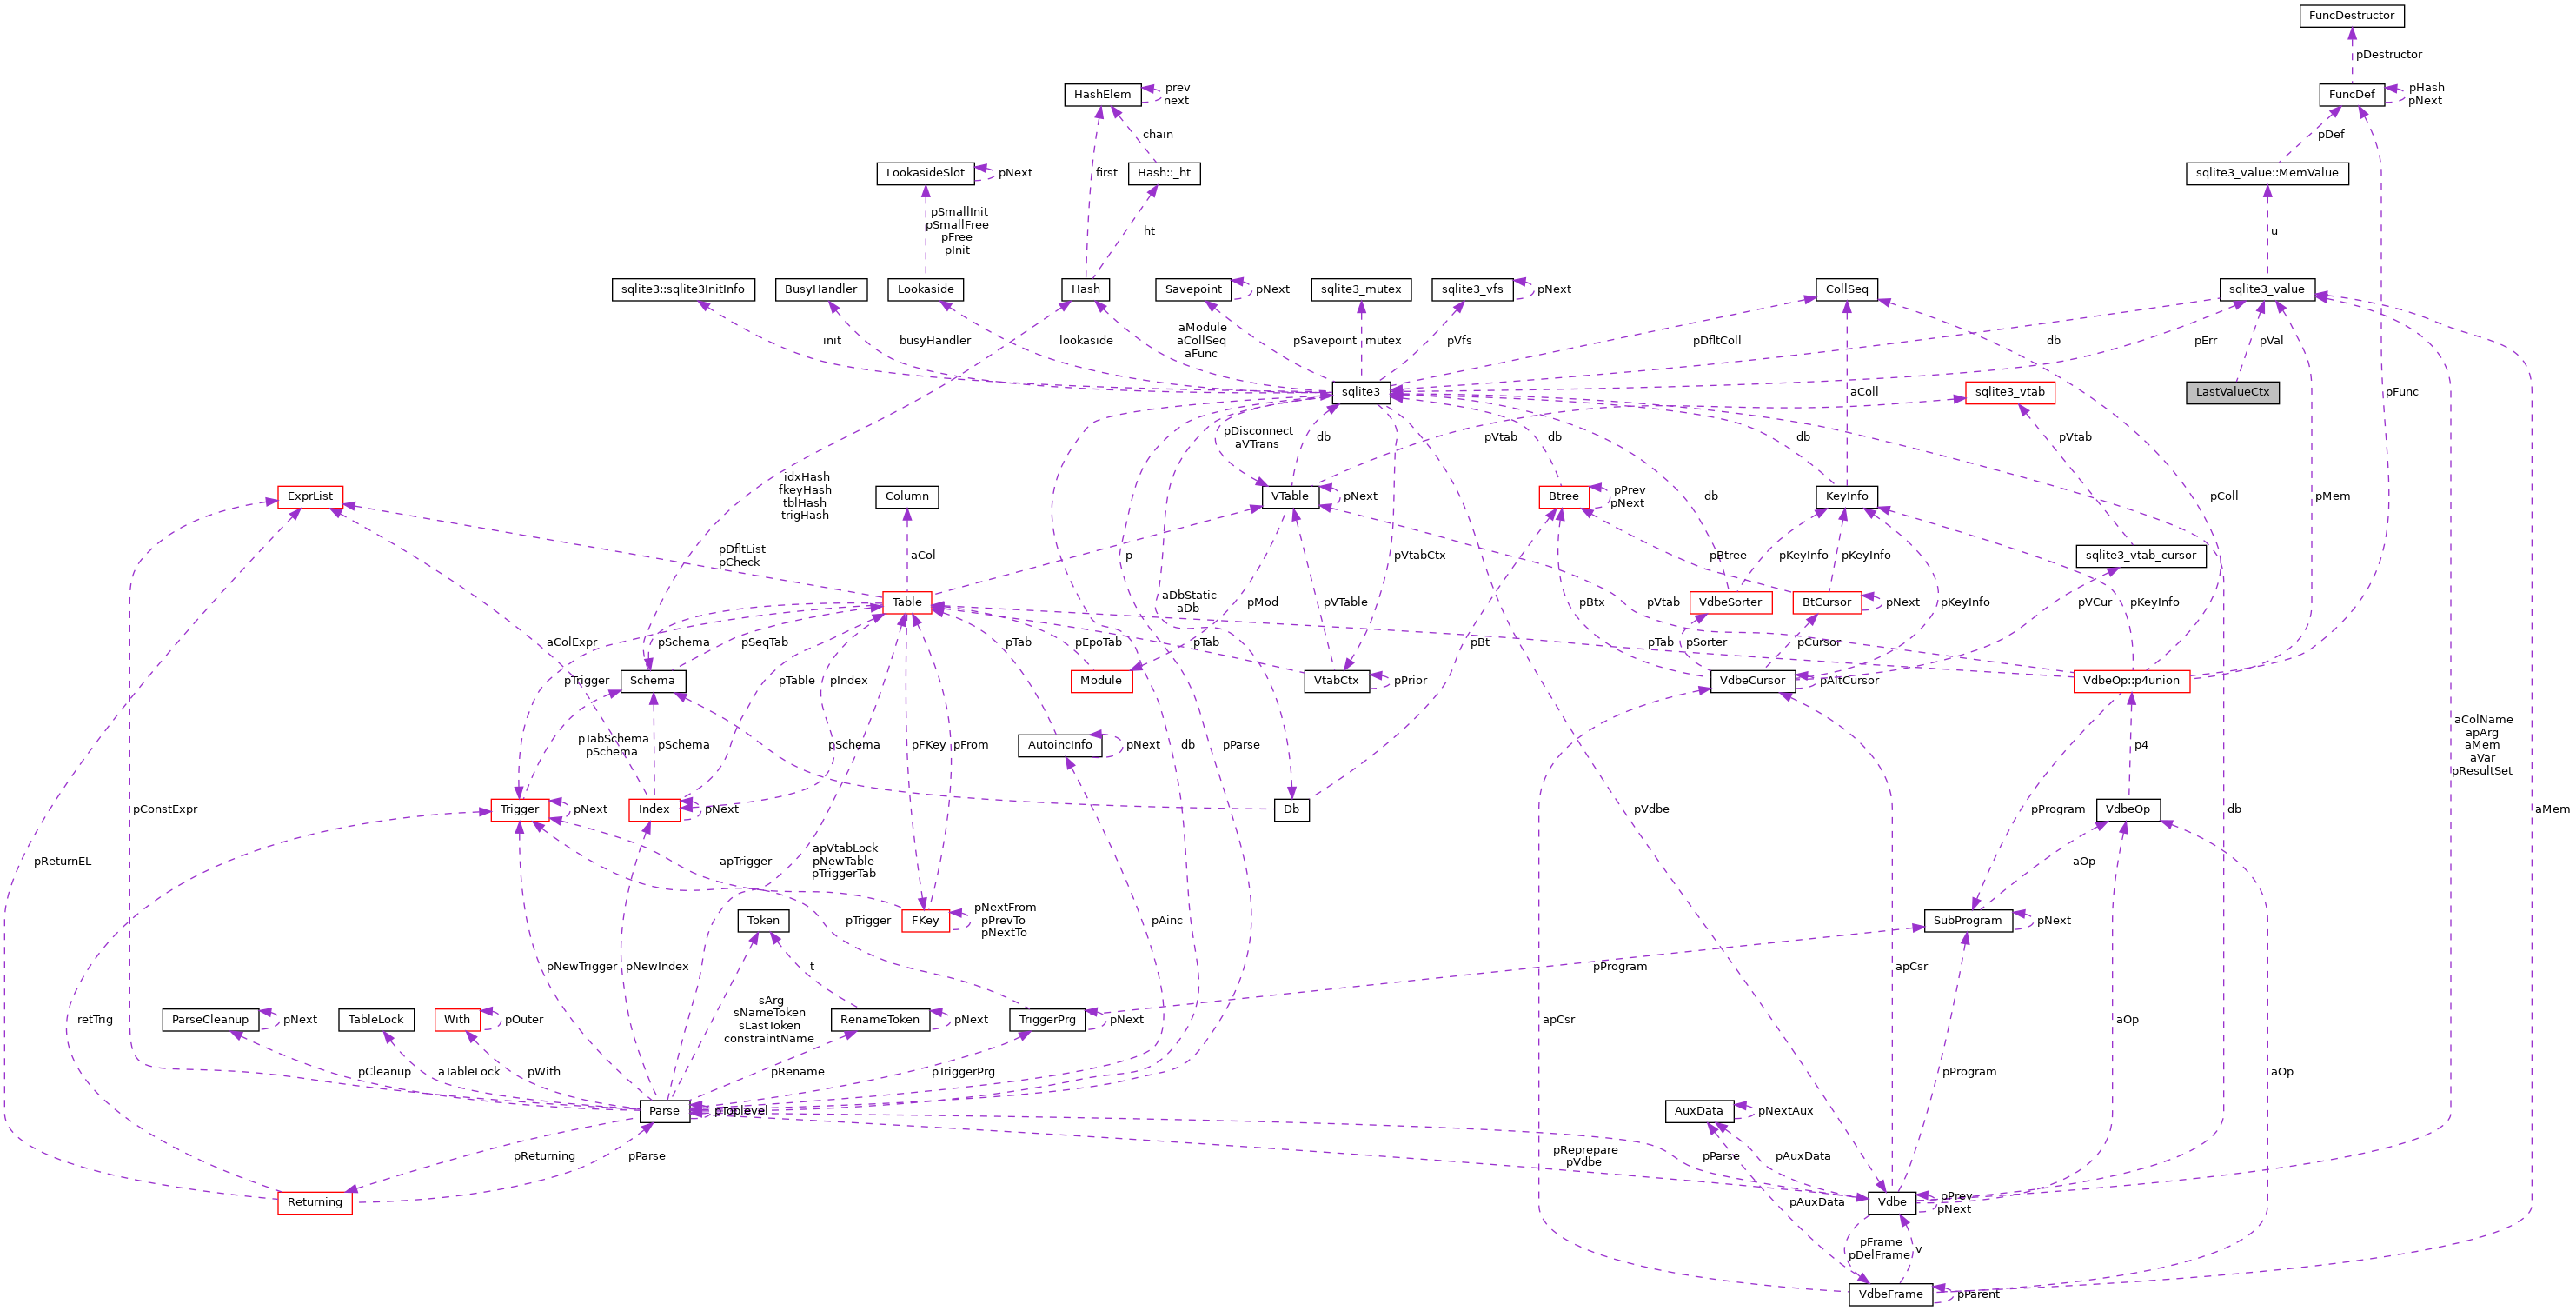 FuncDestructor
pDestructor
HashElem
prev
next
FuncDef
pHash
pNext
chain
pDef
LookasideSlot
pNext
first
Hash::_ht
sqlite3_value::MemValue
pSmallInit
pSmallFree
pFree
pInit
ht
u
sqlite3::sqlite3InitInfo
BusyHandler
Lookaside
Hash
Savepoint
pNext
sqlite3_mutex
sqlite3_vfs
pNext
CollSeq
sqlite3_value
init
busyHandler
lookaside
aModule
aCollSeq
aFunc
pSavepoint
mutex
pVfs
pDfltColl
db
pErr
pVal
sqlite3
aColl
sqlite3_vtab
LastValueCtx
pFunc
pDisconnect
aVTrans
db
pVtab
db
db
pVtab
idxHash
fkeyHash
tblHash
trigHash
ExprList
Column
VTable
pNext
Btree
pPrev
pNext
db
KeyInfo
pColl
pMem
pDfltList
pCheck
aCol
p
pVtabCtx
pBtree
pKeyInfo
pKeyInfo
sqlite3_vtab_cursor
aDbStatic
aDb
Table
pMod
pVTable
pBtx
pVtab
VdbeSorter
BtCursor
pNext
pKeyInfo
pVCur
pKeyInfo
aColExpr
pSchema
pSeqTab
pTab
pEpoTab
pTab
pBt
pTab
pSorter
pCursor
pTrigger
Schema
pTable
pIndex
Module
VtabCtx
pPrior
VdbeCursor
pAltCursor
VdbeOp::p4union
pTabSchema
pSchema
pSchema
pSchema
pFKey
pFrom
AutoincInfo
pNext
db
pParse
p4
aColName
apArg
aMem
aVar
pResultSet
pConstExpr
Trigger
pNext
Index
pNext
Db
pVdbe
pProgram
VdbeOp
db
aMem
pReturnEL
apTrigger
apVtabLock
pNewTable
pTriggerTab
aOp
Token
pTrigger
FKey
pNextFrom
pPrevTo
pNextTo
pAinc
SubProgram
pNext
pNewTrigger
pNewIndex
t
pProgram
apCsr
retTrig
ParseCleanup
pNext
TableLock
With
pOuter
sArg
sNameToken
sLastToken
constraintName
RenameToken
pNext
TriggerPrg
pNext
apCsr
aOp
pCleanup
aTableLock
pWith
pRename
pTriggerPrg
pProgram
aOp
Parse
pToplevel
AuxData
pNextAux
pReturning
pParse
pReprepare
pVdbe
pParse
pAuxData
Returning
pAuxData
Vdbe
pPrev
pNext
pFrame
pDelFrame
v
VdbeFrame
pParent